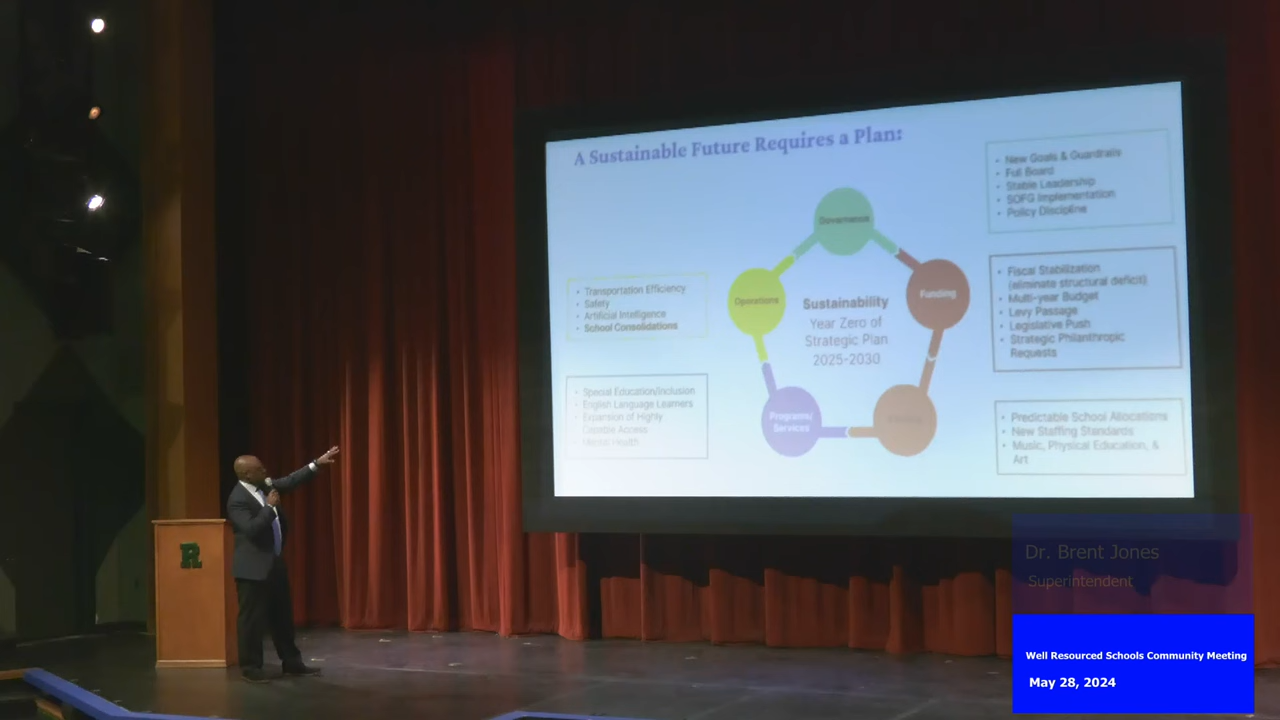 A Sustainable Future Requires a Plan:
Governance
Operations
Funding
Programs/
Services
Sustainability
Year Zero of
Strategic Plan
2025-2030
Transportation Efficiency
Safety
Artificial Intelligence
School Consolidations
Special Education/Inclusion
English Language Learners
Expansion of Highly
Capable Access
Mental Health
New Goals & Guardrails
Full Board
Stable Leadership
SOFG Implementation
Policy Discipline
Fiscal Stabilization
(eliminate structural deficit)
Multi-year Budget
Levy Passage
Legislative Push
Strategic Philanthropic
Requests
Predictable School Allocations
New Staffing Standards
Music, Physical Education, &
Art
R
Dr. Brent Jones
Superintendent
Well Resourced Schools Community Meeting
May 28, 2024